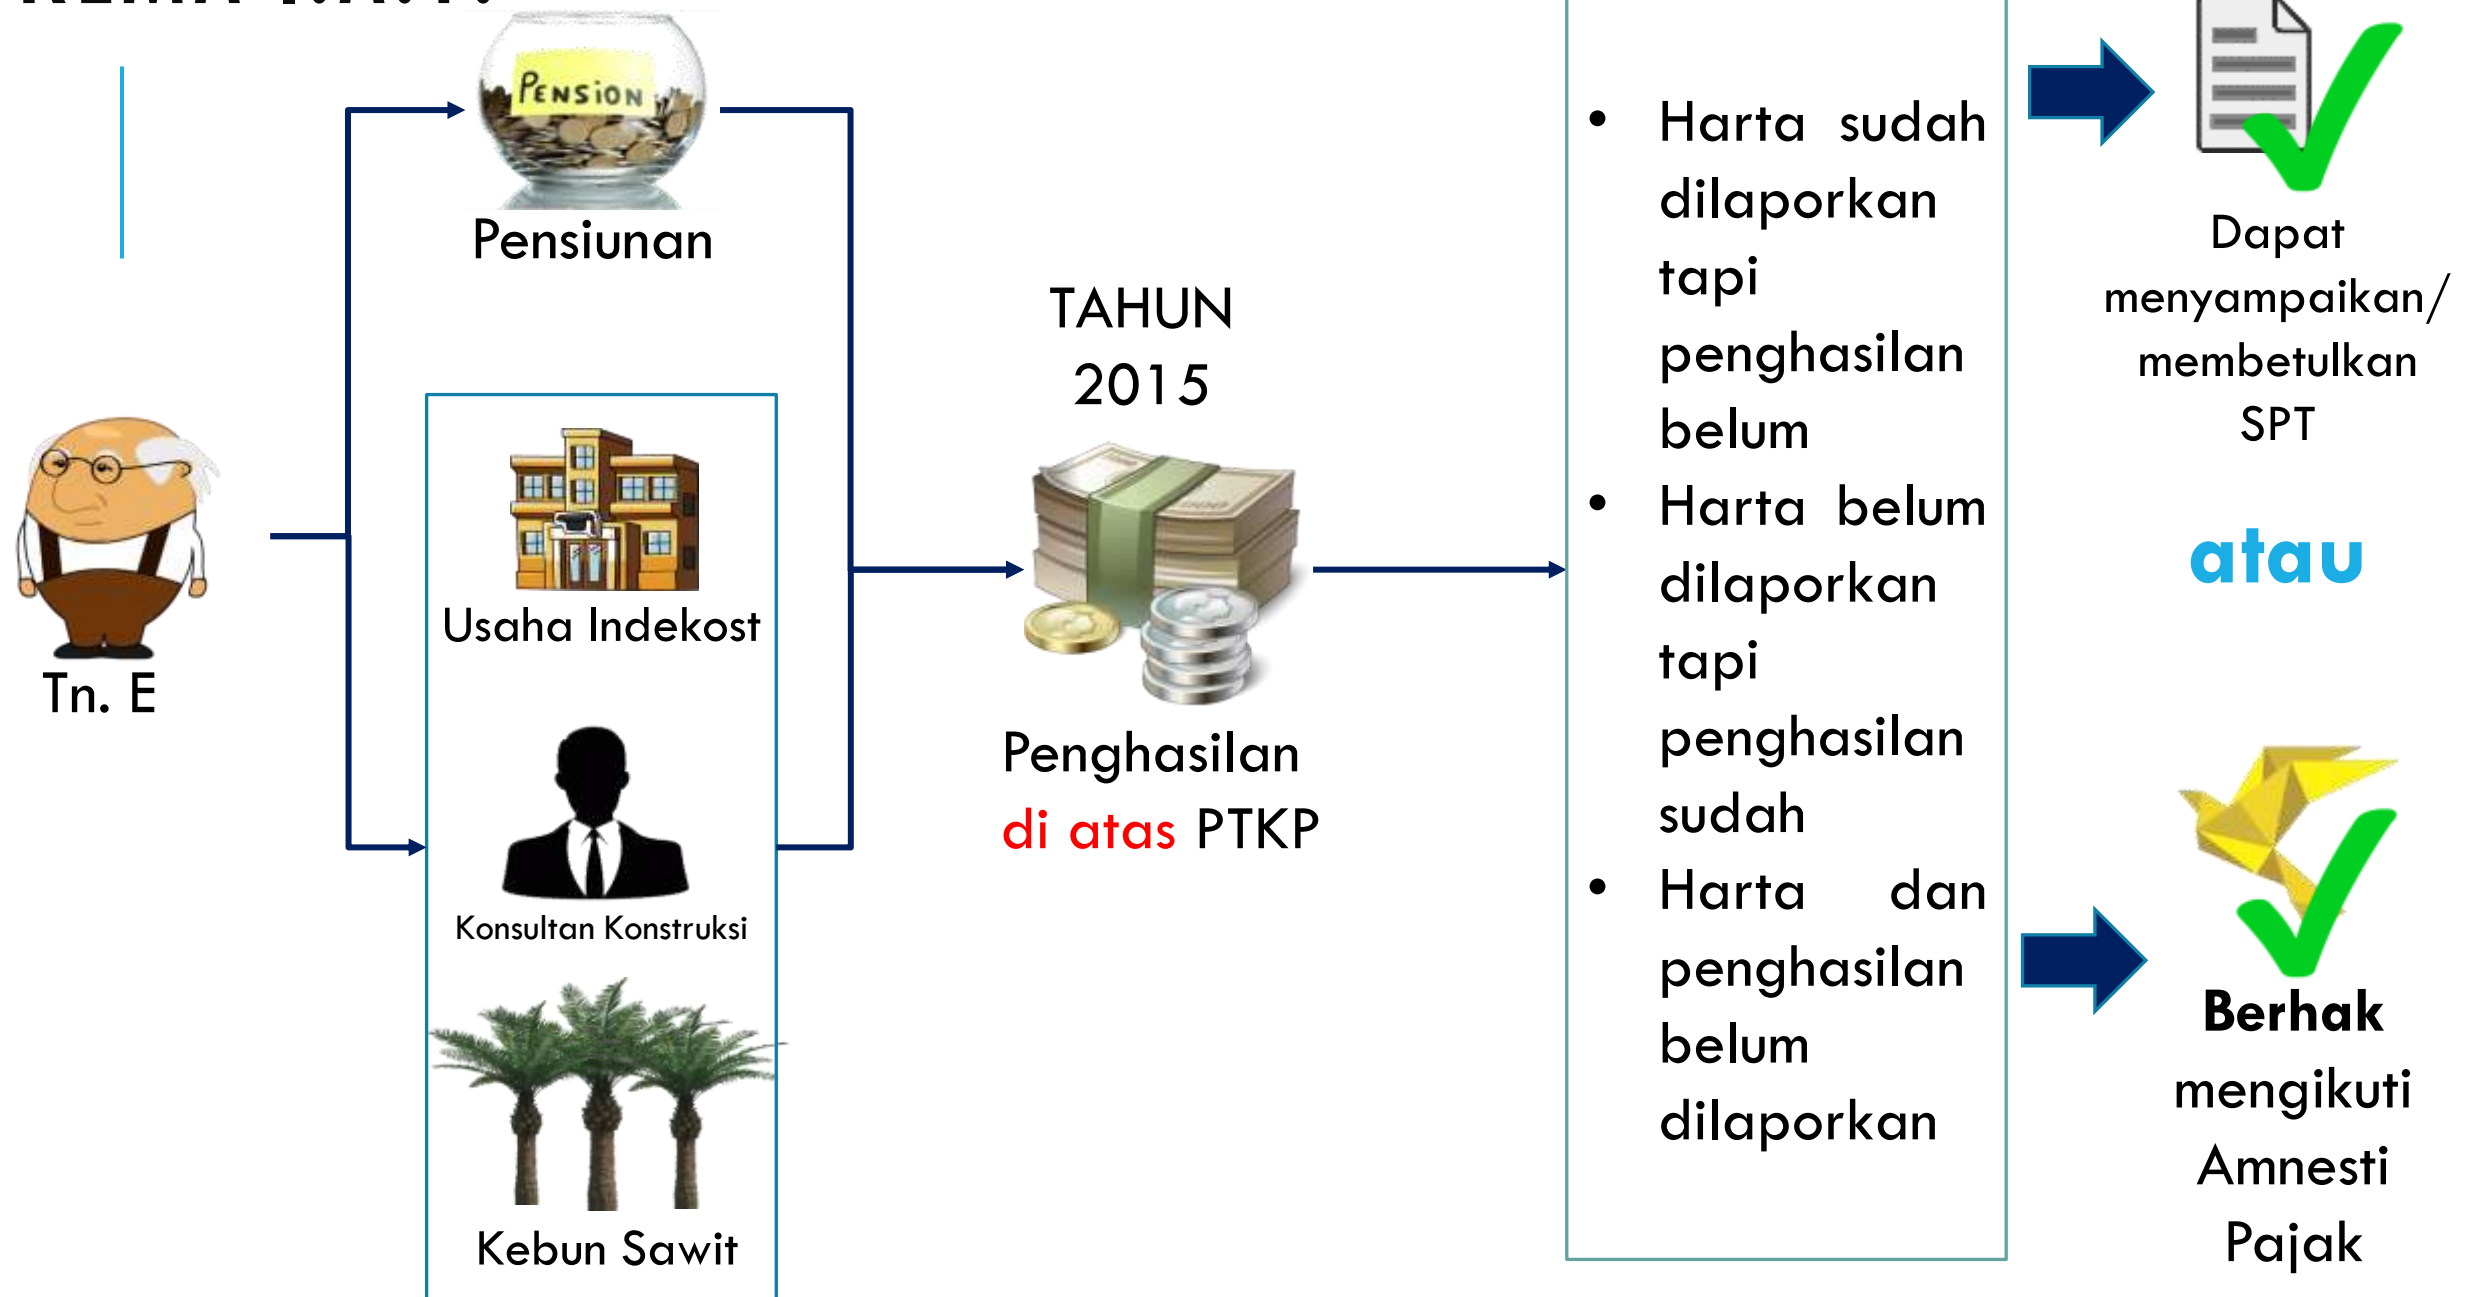 PENSION
Pensiunan
Tn. E
Usaha Indekost
Konsultan Konstruksi
Kebun Sawit
TAHUN
2015
Penghasilan
di atas PTKP
• Harta sudah
dilaporkan
tapi
penghasilan
belum
• Harta belum
dilaporkan
tapi
penghasilan
sudah
• Harta dan
penghasilan
belum
dilaporkan
Dapat
menyampaikan/
membetulkan
SPT
atau
Berhak
mengikuti
Amnesti
Pajak